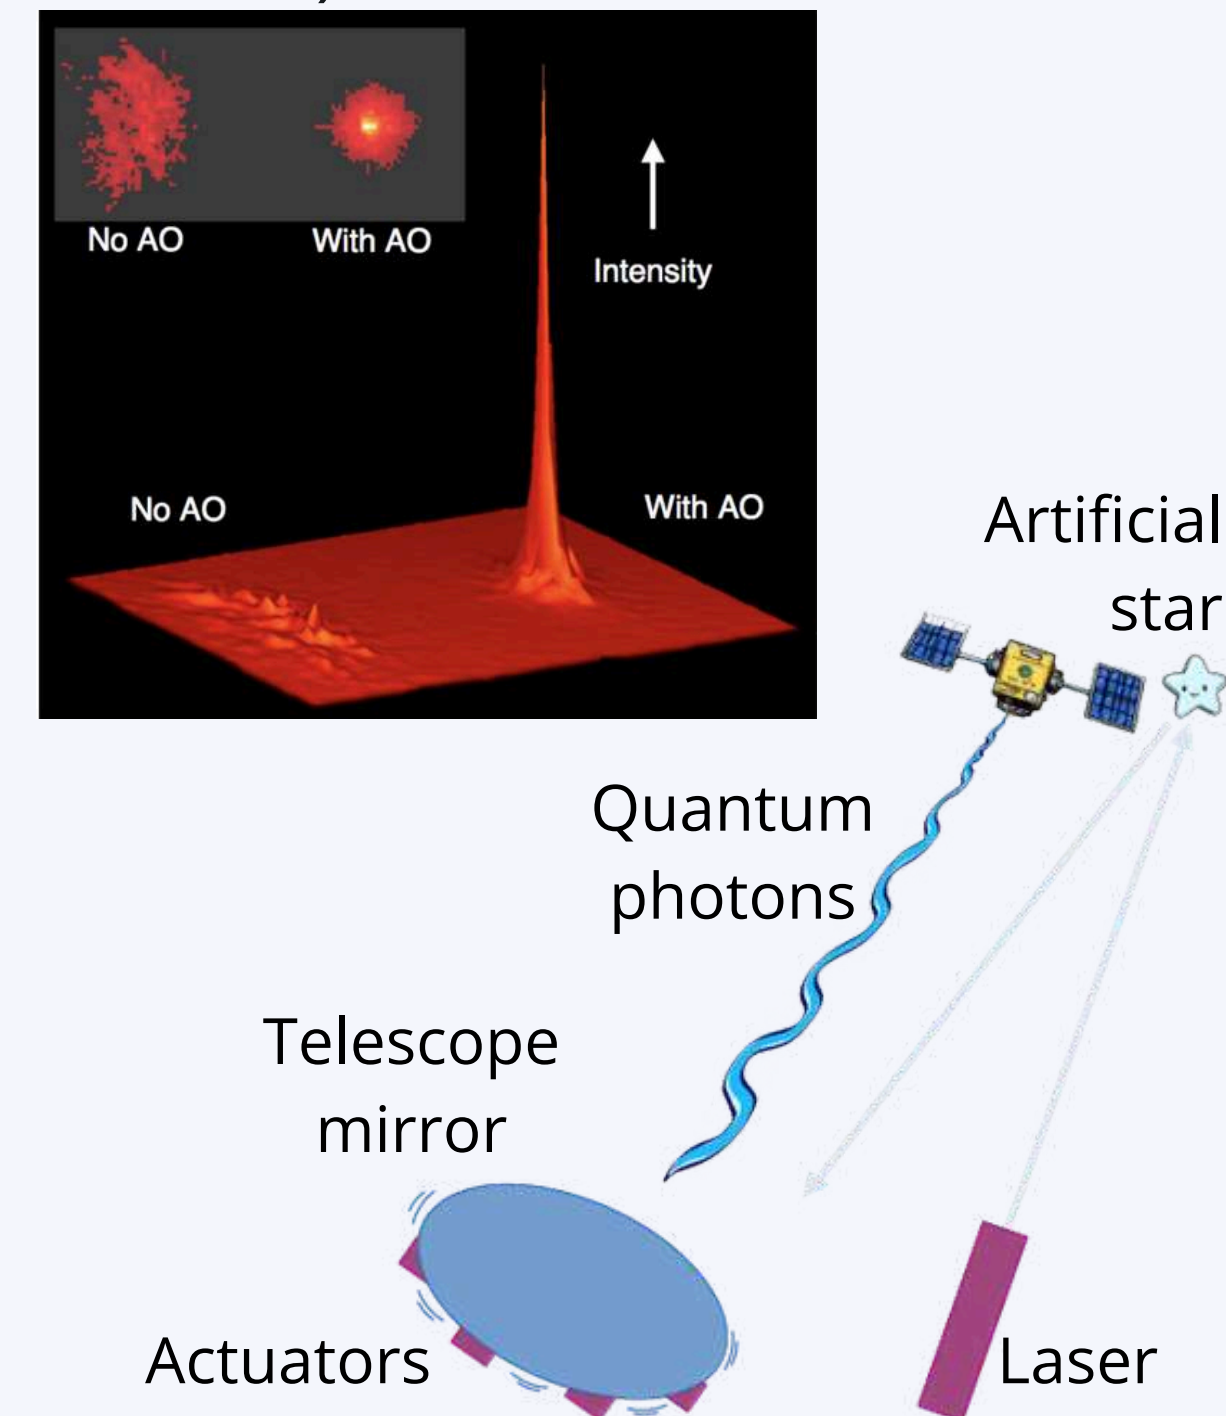 No AO
With AO
Intensity
No AO
With AO
Artificial
star
Quantum
photons
Telescope
mirror
Actuators
Laser